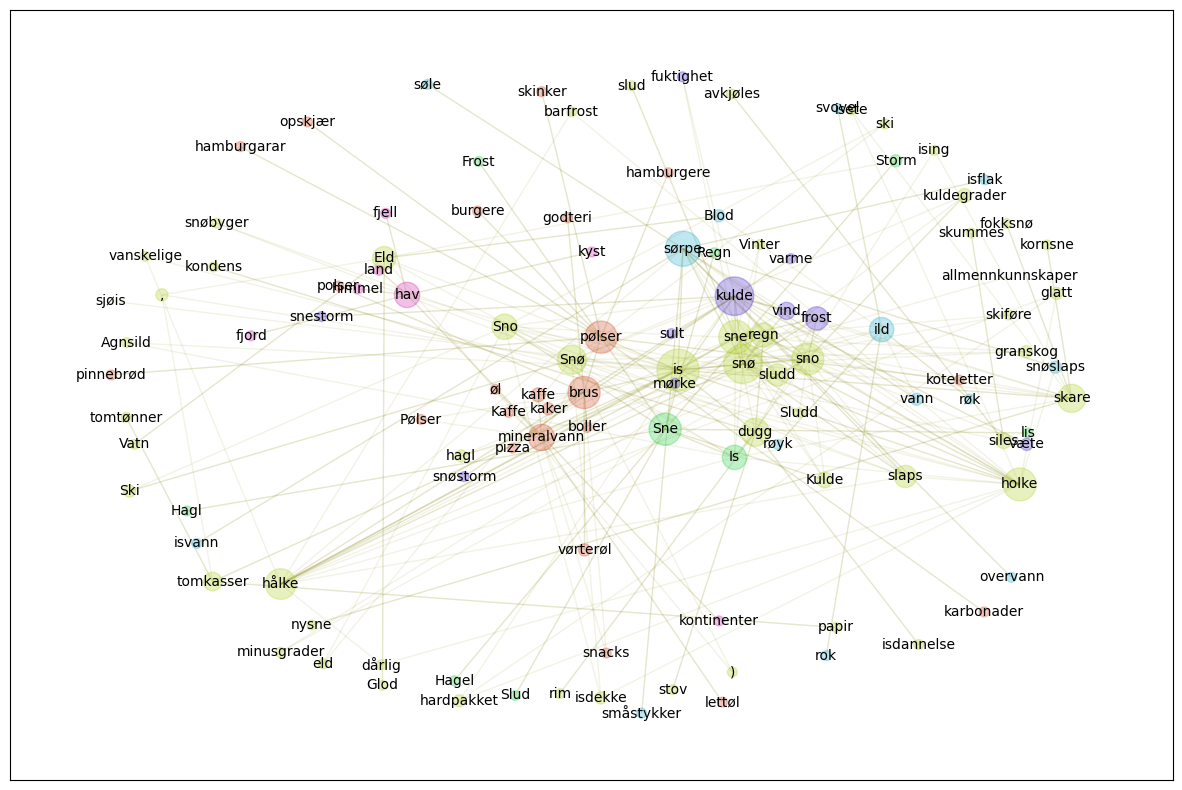 fuktighet
søle
skinker
slud
avkjøles
svovel
isete
barfrost
opskjær
ski
hamburgarar
ising
Frost
Storm
hamburgere
isflak
kuldegrader
fjell
burgere
godteri
Blod
snøbyger
fokksnø
skummes
vanskelige
Eld
kyst
sørpe
Regn
Vinter
varme
kornsne
kondens
land
allmennkunnskaper
polser
himmel
hav
kulde
glatt
,
sjøis
snestorm
vind
frost
skiføre
Sno
ild
fjord
pølser
sult
sne
regn
Agnsild
Snø
snø
sno
granskog
snøslaps
pinnebrød
is
mørke
sludd
koteletter
øl
kaffe
brus
vann
røk
skare
Kaffe
kaker
Sludd
tomtønner
Pølser
boller
Sne
dugg
lis
Vatn
mineralvann
pizza
røyk
siles
væte
hagl
Is
snøstorm
Kulde
slaps
holke
Ski
Hagl
isvann
vørterøl
tomkasser
hålke
overvann
karbonader
nysne
kontinenter
papir
isdannelse
minusgrader
snacks
rok
eld
dårlig
)
Glod
Hagel
hardpakket
Slud
rim
isdekke
stov
lettøl
småstykker